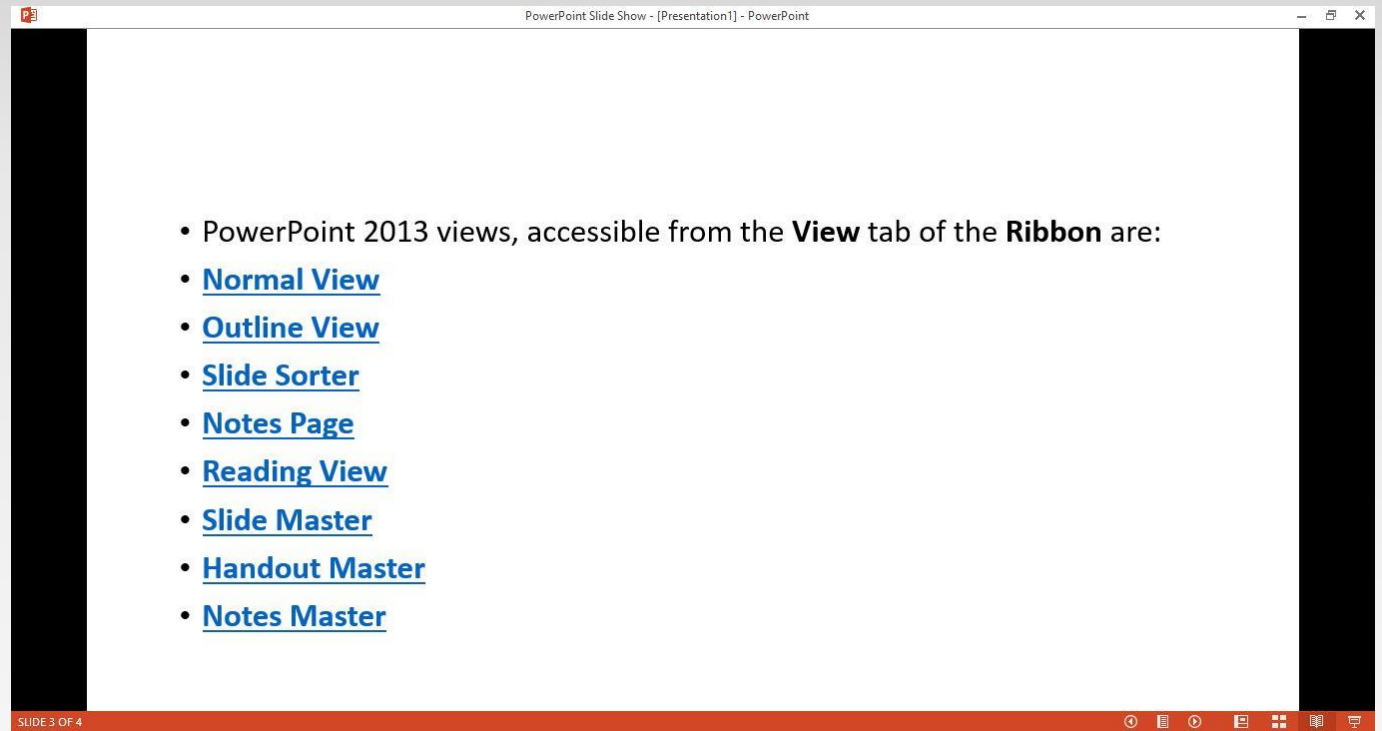 PowerPoint Slide Show - [Presentation1] - PowerPoint
• PowerPoint 2013 views, accessible from the View tab of the Ribbon are:
• Normal View
• Outline View
• Slide Sorter
• Notes Page
• Reading View
• Slide Master
• Handout Master
• Notes Master
SLIDE 3 OF 4